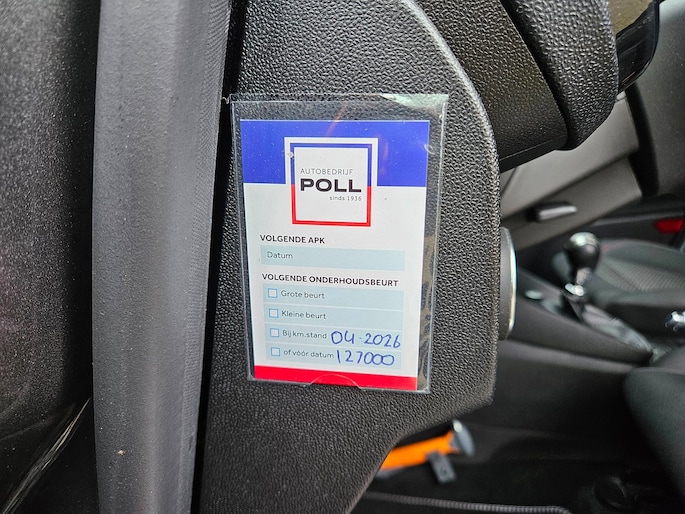 AUTOBEDRIJF
POLL
sinds 1936
VOLGENDE APK
Datum
VOLGENDE ONDERHOUDSBEURT
Grote beurt
Kleine beurt
Bij km.stand 04-2026
of vóór datum 127000